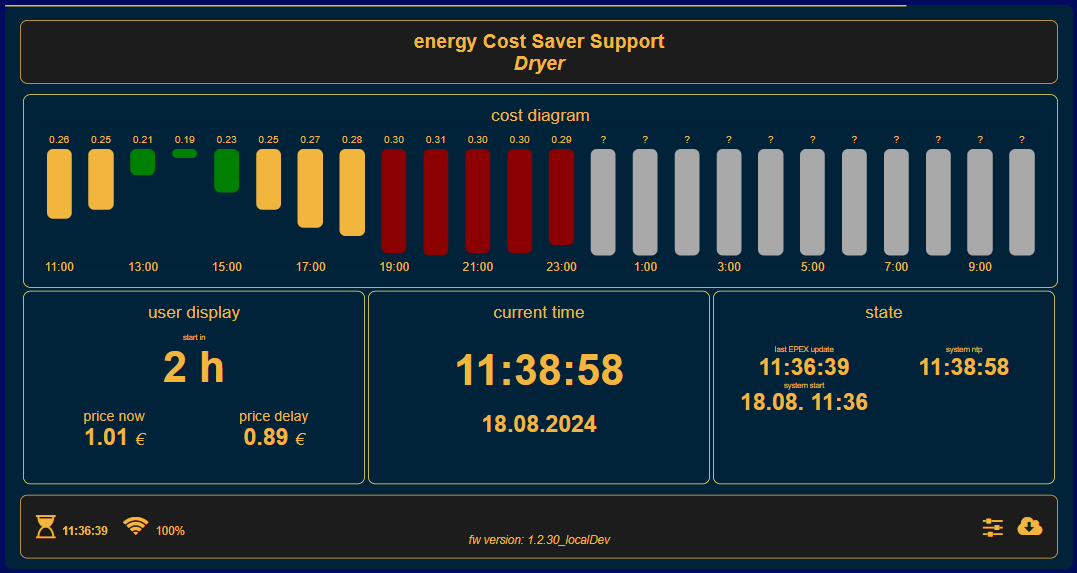 energy Cost Saver Support
Dryer
cost diagram
0.26 0.25 0.21 0.19 0.23 0.25 0.27 0.28 0.30 0.31 0.30 0.30 0.29 ? ? ? ? ? ? ? ? ? ? ?
11:00 13:00 15:00 17:00 19:00 21:00 23:00 1:00 3:00 5:00 7:00 9:00
user display
start in
2 h
price now price delay
1.01 € 0.89 €
current time
11:38:58
18.08.2024
state
last EPEX update system ntp
11:36:39 11:38:58
system start
18.08. 11:36
11:36:39 100%
fw version: 1.2.30_localDev